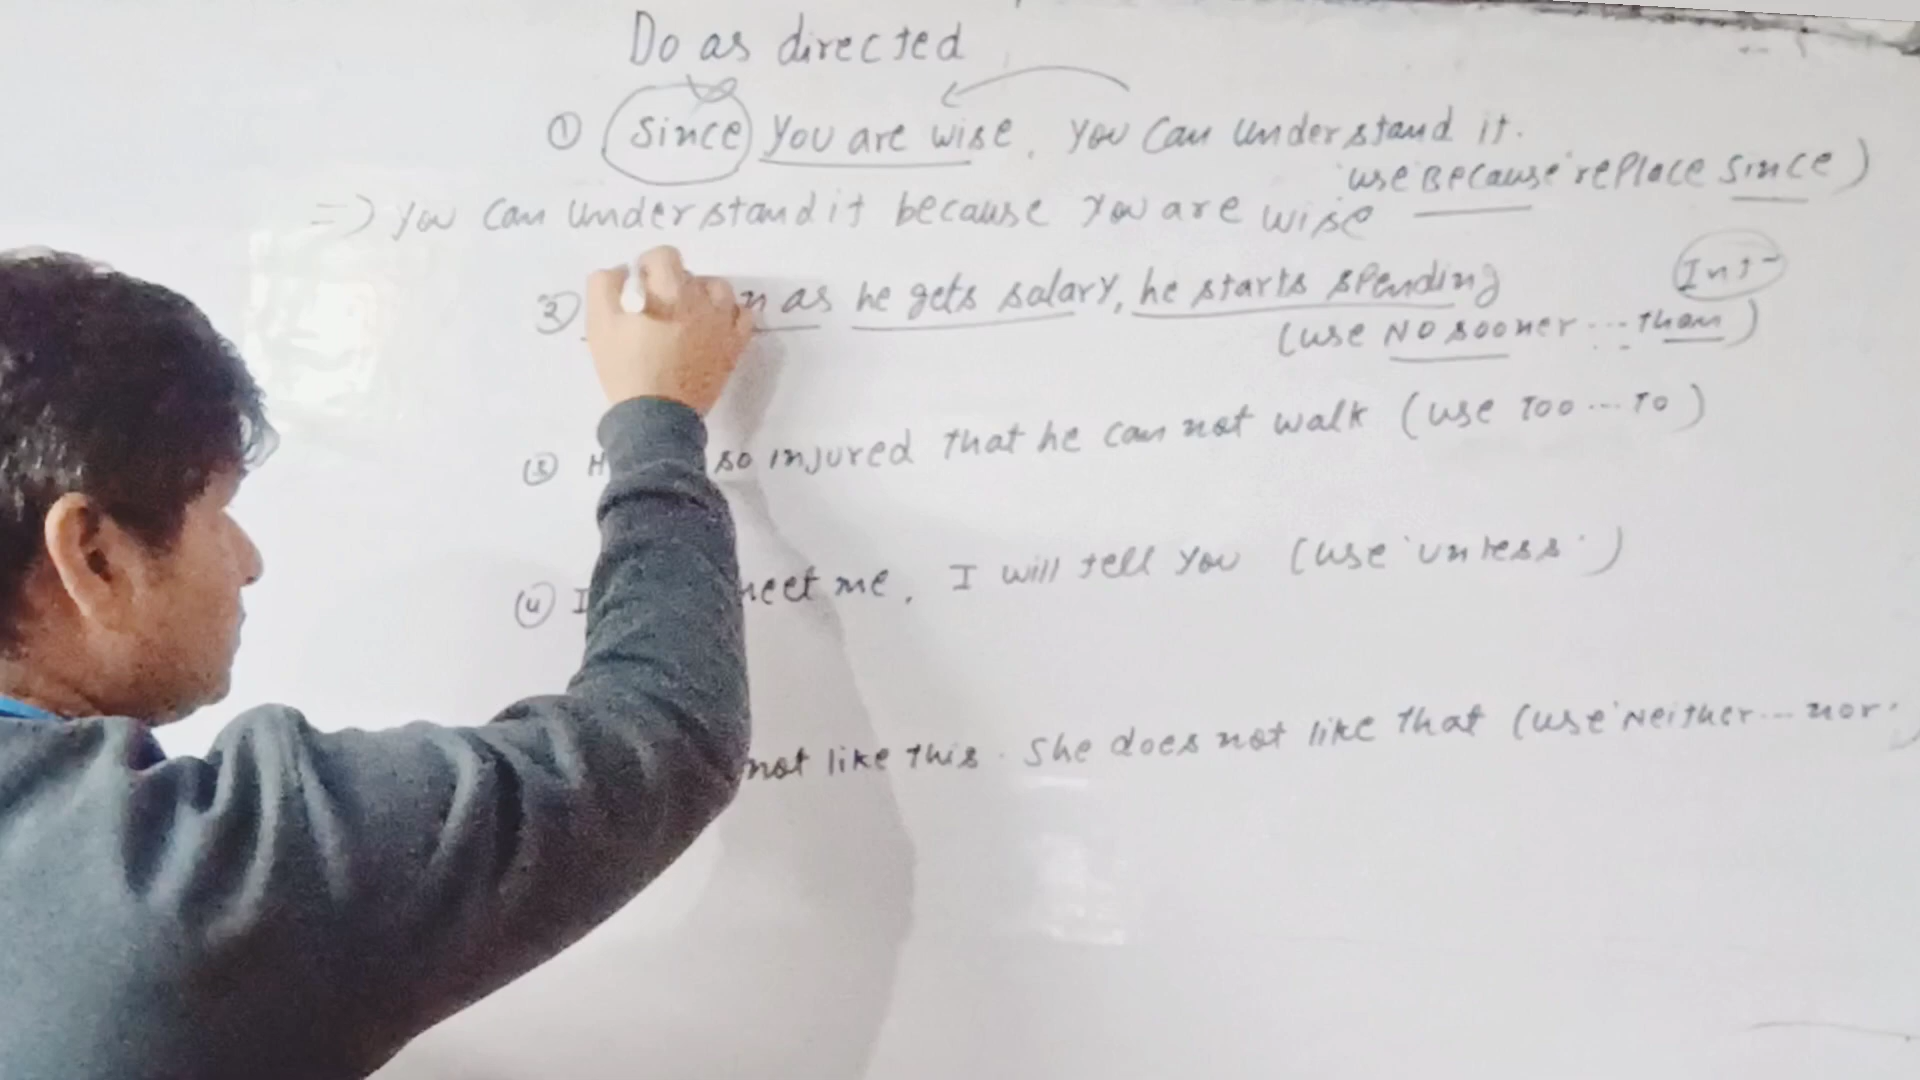 Do as directed
① Since you are wise, you can understand it.
use Because replace since)
=> you can understand it because you are wise
② as he gets salary, he starts spending
Int-
(use NO sooner .... than)
③ so injured that he can not walk (use Too ... To)
④ meet me, I will tell you (use 'unless')
not like this. She does not like that (use 'Neither ... nor'